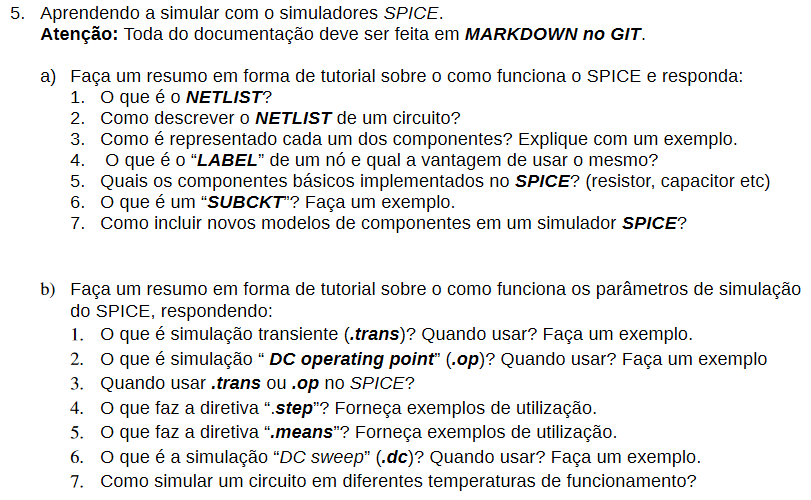 5. Aprendendo a simular com o simuladores SPICE.
Atenção: Toda do documentação deve ser feita em MARKDOWN no GIT.
a) Faça um resumo em forma de tutorial sobre o como funciona o SPICE e responda:
1. O que é o NETLIST?
2. Como descrever o NETLIST de um circuito?
3. Como é representado cada um dos componentes? Explique com um exemplo.
4. O que é o “LABEL” de um nó e qual a vantagem de usar o mesmo?
5. Quais os componentes básicos implementados no SPICE? (resistor, capacitor etc)
6. O que é um “SUBCKT”? Faça um exemplo.
7. Como incluir novos modelos de componentes em um simulador SPICE?
b) Faça um resumo em forma de tutorial sobre o como funciona os parâmetros de simulação
do SPICE, respondendo:
1. O que é simulação transiente (.trans)? Quando usar? Faça um exemplo.
2. O que é simulação “ DC operating point” (.op)? Quando usar? Faça um exemplo
3. Quando usar .trans ou .op no SPICE?
4. O que faz a diretiva “.step”? Forneça exemplos de utilização.
5. O que faz a diretiva “.means”? Forneça exemplos de utilização.
6. O que é a simulação “DC sweep” (.dc)? Quando usar? Faça um exemplo.
7. Como simular um circuito em diferentes temperaturas de funcionamento?